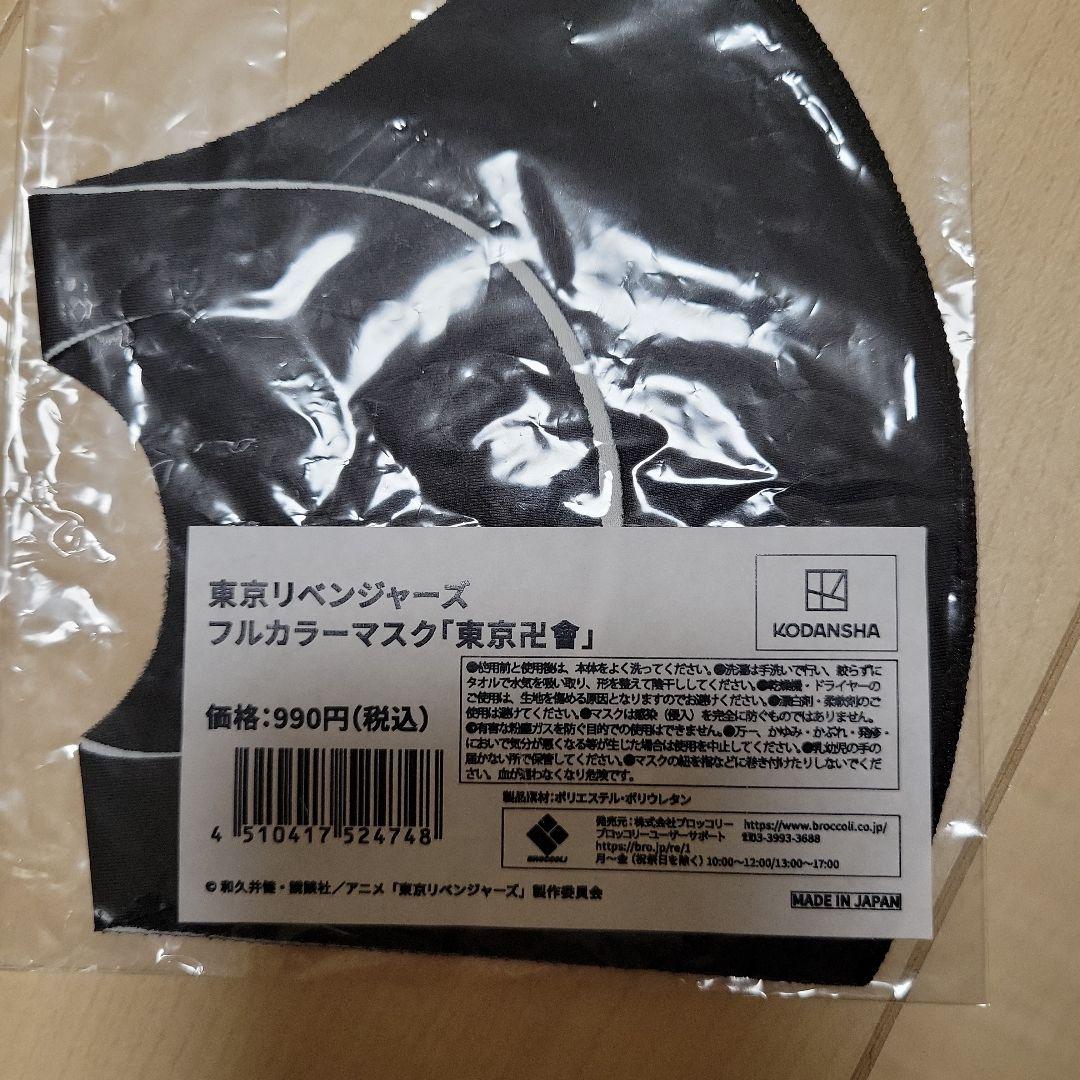 東京リベンジャーズ
フルカラーマスク「東京卍會」
KODANSHA
価格:990円(税込)
●使用前と使用後は、本体をよく洗ってください。●洗濯は手洗いで行い、絞らずに
タオルで水気を吸い取り、形を整えて陰干ししてください。●乾燥機・ドライヤーの
ご使用は、生地を傷める原因となりますのでお避けください。●漂白剤・柔軟剤のご
使用は避けてください。●マスクは感染(侵入)を完全に防ぐものではありません。
●有害な粉塵ガスを防ぐ目的での使用はできません。●万一、かゆみ・かぶれ・発疹・
においで気分が悪くなる等が生じた場合は使用を中止してください。●乳幼児の手の
届かない所で保管してください。●マスクの紐を指などに巻き付けたりしないでくだ
さい。血が通わなくなり危険です。
製品素材:ポリエステル・ポリウレタン
4 510417 524748
BROCCOLI
発売元:株式会社ブロッコリー https://www.broccoli.co.jp/
ブロッコリーユーザーサポート ☎03-3993-3688
https://bro.jp/re/1
月～金(祝祭日を除く)10:00～12:00/13:00～17:00
©和久井健・講談社/アニメ「東京リベンジャーズ」製作委員会
MADE IN JAPAN